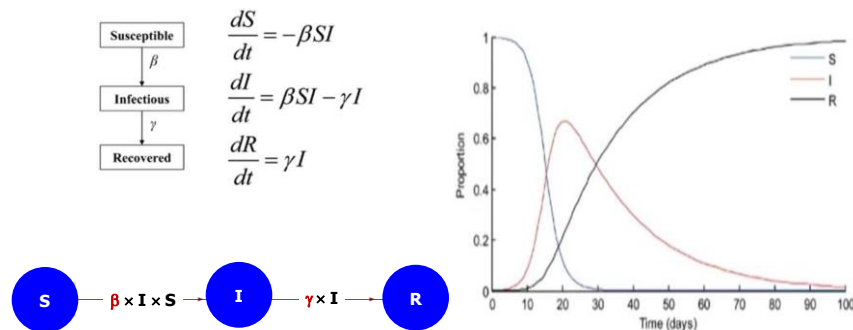 Susceptible
β
Infectious
γ
Recovered
dS/dt = −βSI
dI/dt = βSI − γI
dR/dt = γI
S
β × I × S
I
γ × I
R
Proportion
1
0.8
0.6
0.4
0.2
0
0 10 20 30 40 50 60 70 80 90 100
Time (days)
S
I
R